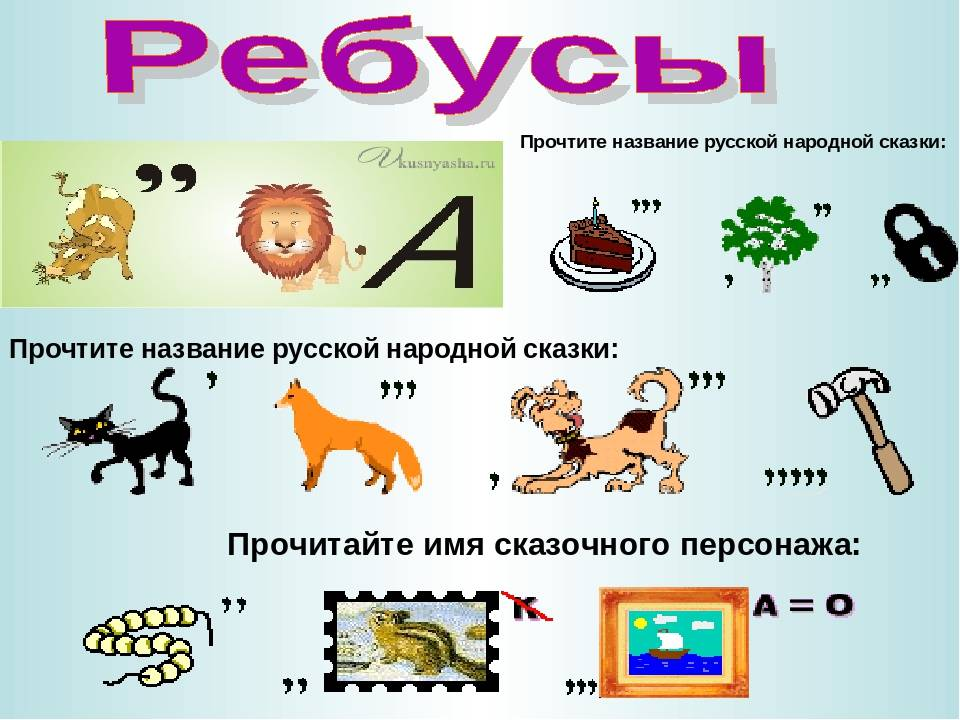 Ребусы
Прочтите название русской народной сказки:
Vkusnyasha.ru
,,
А
,,,
,,
,
,,
Прочтите название русской народной сказки:
,
,,,
,,,
,
,,,,,
Прочитайте имя сказочного персонажа:
,,
К
А = О
,,
,,,